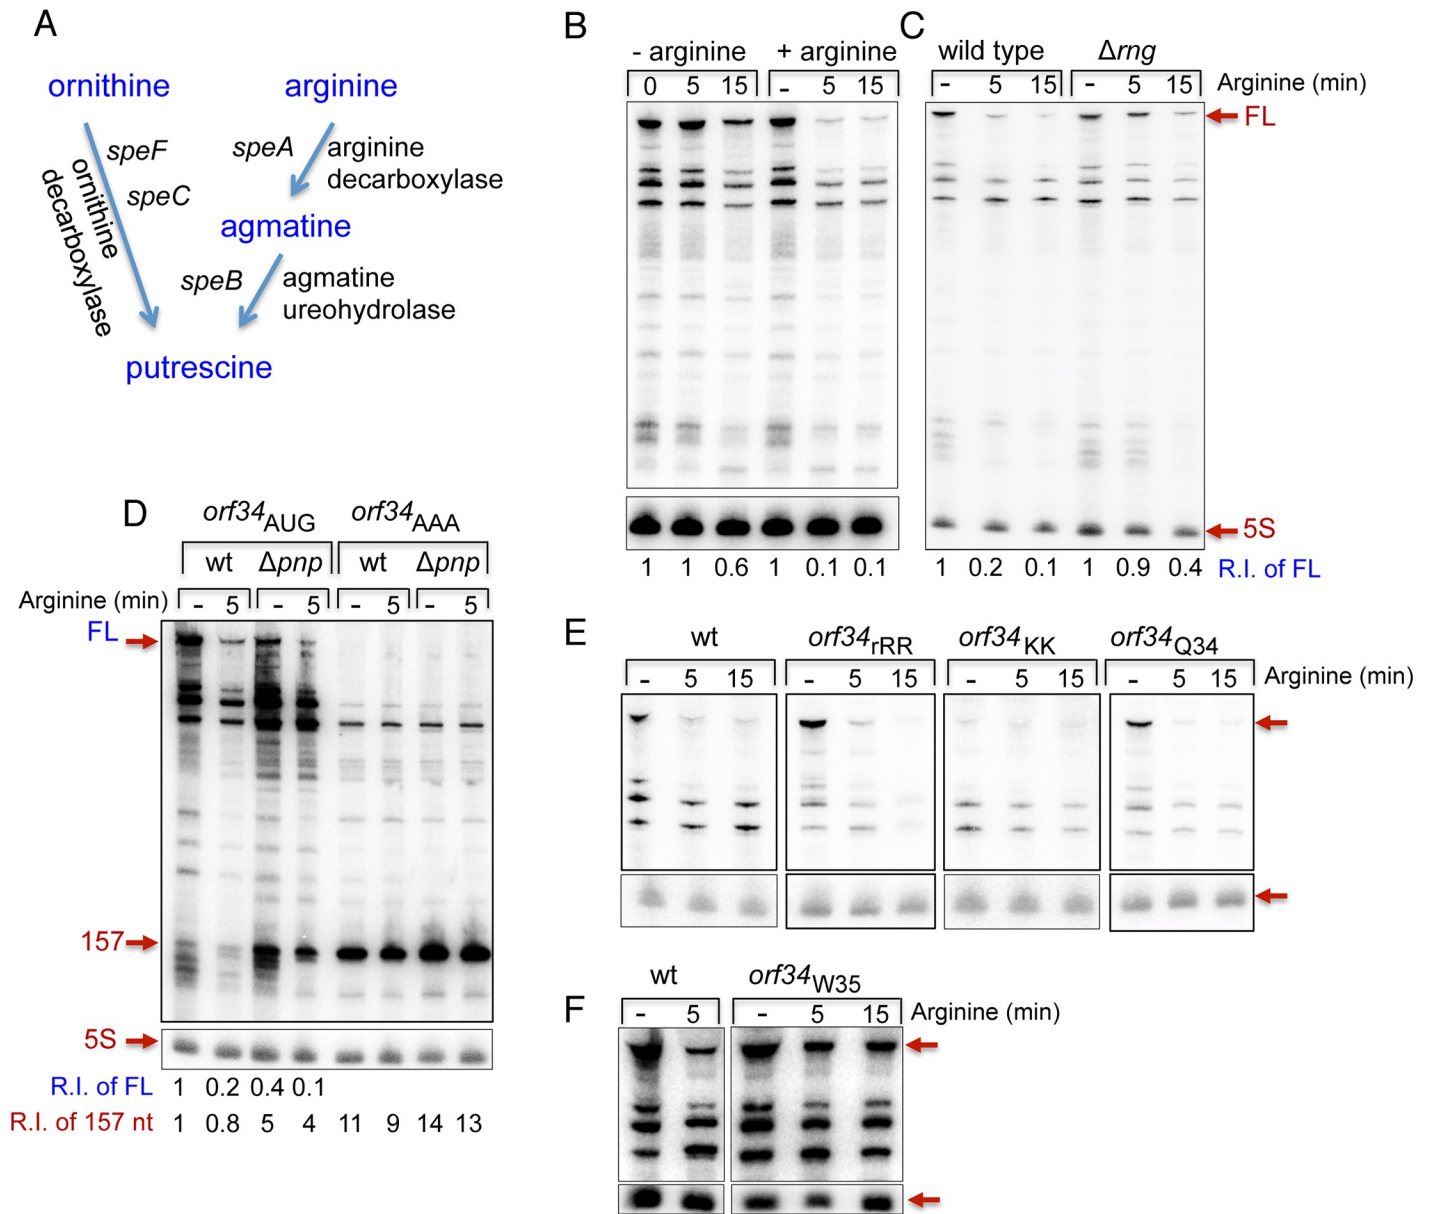 A
ornithine
arginine
speF
speC
ornithine
decarboxylase
speA
arginine
decarboxylase
agmatine
speB
agmatine
ureohydrolase
putrescine
B
- arginine
+ arginine
0 5 15 - 5 15
1 1 0.6 1 0.1 0.1
C
wild type
Δrng
- 5 15 - 5 15 Arginine (min)
FL
5S
1 0.2 0.1 1 0.9 0.4 R.I. of FL
D
orf34AUG
orf34AAA
wt Δpnp wt Δpnp
Arginine (min) - 5 - 5 - 5 - 5
FL
157
5S
R.I. of FL 1 0.2 0.4 0.1
R.I. of 157 nt 1 0.8 5 4 11 9 14 13
E
wt orf34rRR orf34KK orf34Q34
- 5 15 - 5 15 - 5 15 - 5 15 Arginine (min)
F
wt orf34W35
- 5 - 5 15 Arginine (min)